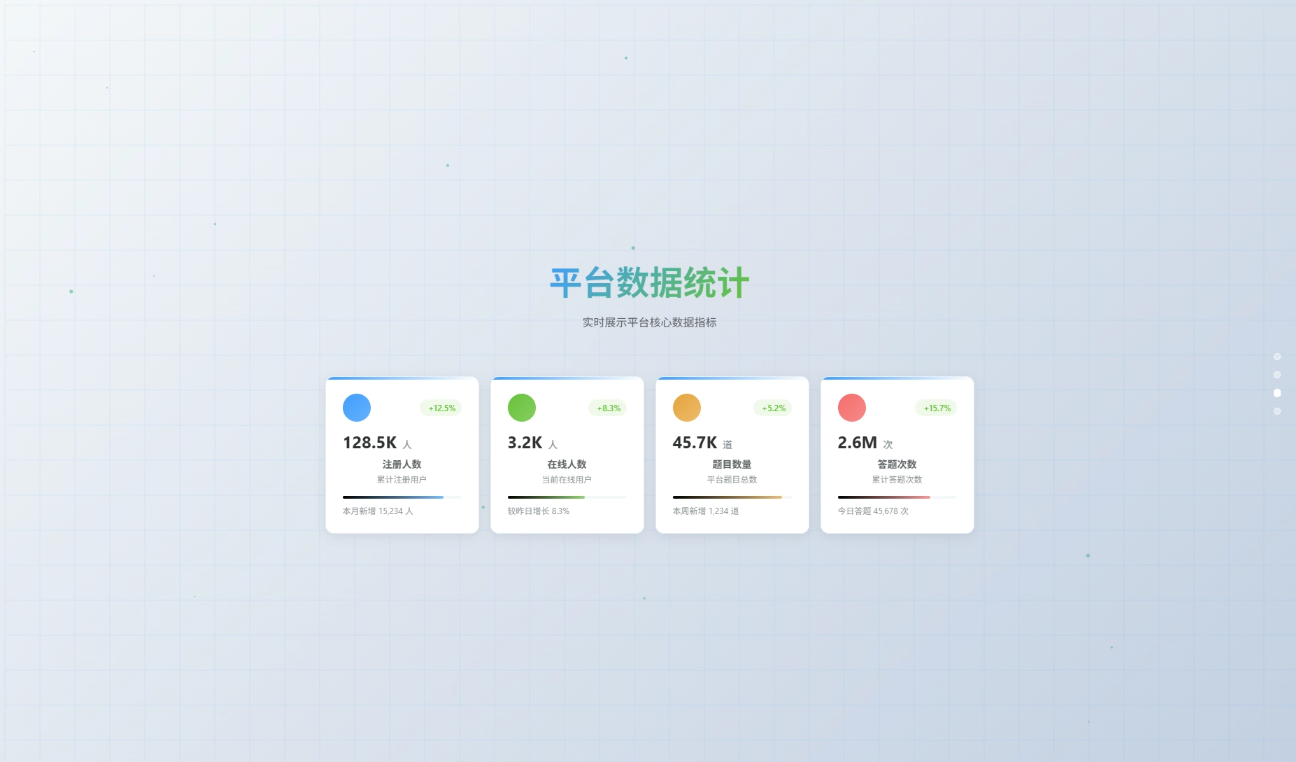 平台数据统计
实时展示平台核心数据指标
+12.5%
128.5K 人
注册人数
累计注册用户
本月新增 15,234 人
+8.3%
3.2K 人
在线人数
当前在线用户
较昨日增长 8.3%
+5.2%
45.7K 道
题目数量
平台题目总数
本周新增 1,234 道
+15.7%
2.6M 次
答题次数
累计答题次数
今日答题 45,678 次